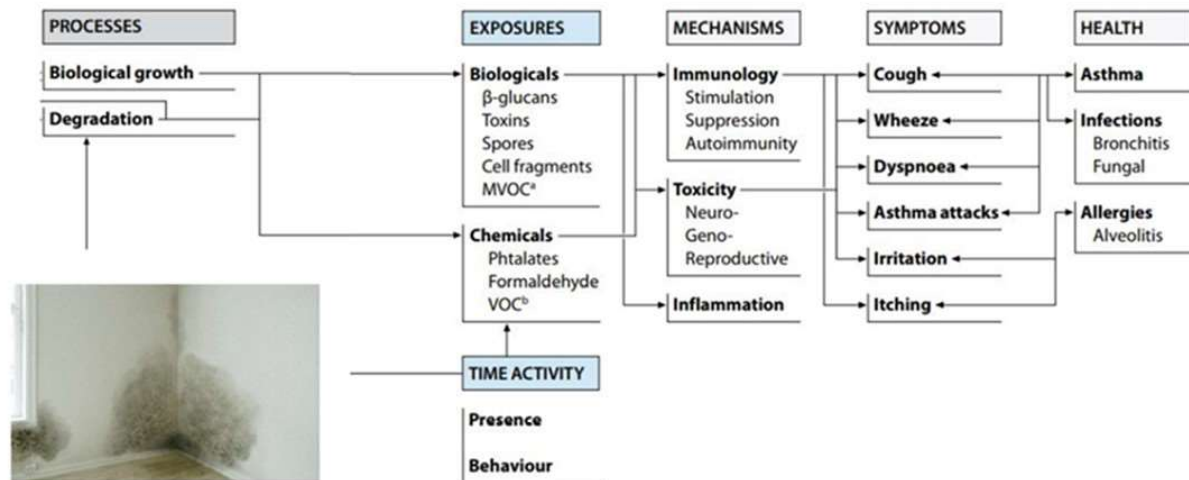 PROCESSES
Biological growth
Degradation
EXPOSURES
Biologicals
β-glucans
Toxins
Spores
Cell fragments
MVOCᵃ
Chemicals
Phtalates
Formaldehyde
VOCᵇ
TIME ACTIVITY
Presence
Behaviour
MECHANISMS
Immunology
Stimulation
Suppression
Autoimmunity
Toxicity
Neuro-
Geno-
Reproductive
Inflammation
SYMPTOMS
Cough
Wheeze
Dyspnoea
Asthma attacks
Irritation
Itching
HEALTH
Asthma
Infections
Bronchitis
Fungal
Allergies
Alveolitis